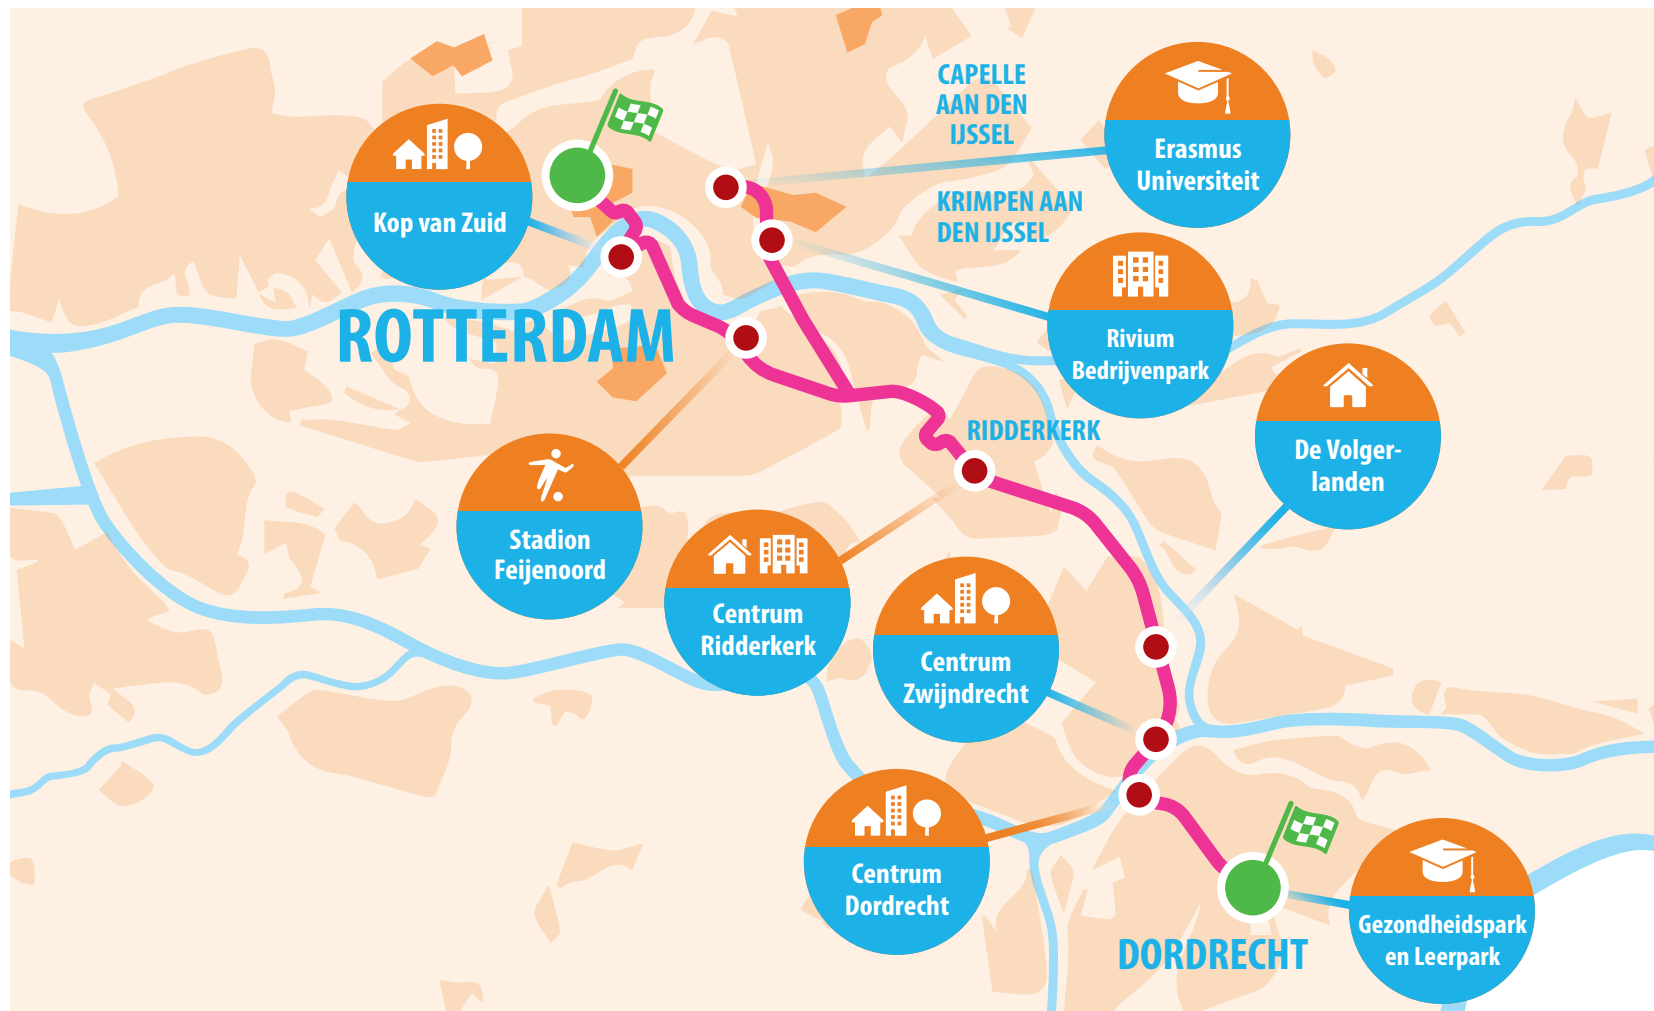 CAPELLE
AAN DEN
IJSSEL
Erasmus
Universiteit
Kop van Zuid
KRIMPEN AAN
DEN IJSSEL
ROTTERDAM
Rivium
Bedrijvenpark
RIDDERKERK
De Volger-
landen
Stadion
Feijenoord
Centrum
Ridderkerk
Centrum
Zwijndrecht
Centrum
Dordrecht
DORDRECHT
Gezondheidspark
en Leerpark